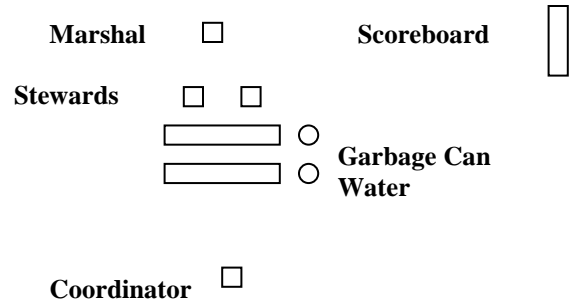 Marshal
Scoreboard
Stewards
Garbage Can
Water
Coordinator